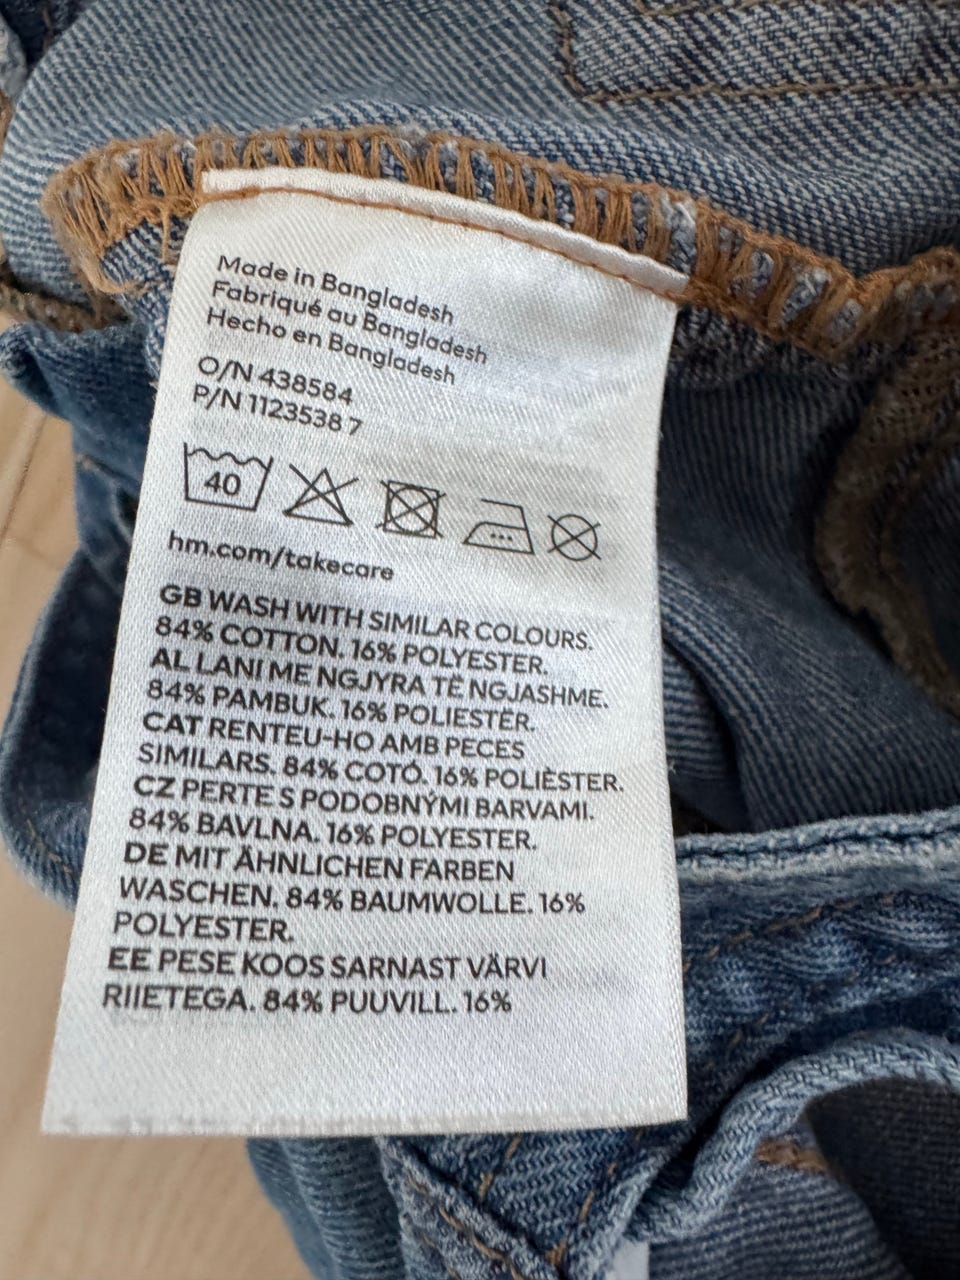 Made in Bangladesh
Fabriqué au Bangladesh
Hecho en Bangladesh
O/N 438584
P/N 1123538 7
40
hm.com/takecare
GB WASH WITH SIMILAR COLOURS.
84% COTTON. 16% POLYESTER.
AL LANI ME NGJYRA TË NGJASHME.
84% PAMBUK. 16% POLIESTËR.
CAT RENTEU-HO AMB PECES
SIMILARS. 84% COTÓ. 16% POLIÈSTER.
CZ PERTE S PODOBNÝMI BARVAMI.
84% BAVLNA. 16% POLYESTER.
DE MIT ÄHNLICHEN FARBEN
WASCHEN. 84% BAUMWOLLE. 16%
POLYESTER.
EE PESE KOOS SARNAST VÄRVI
RIIETEGA. 84% PUUVILL. 16%